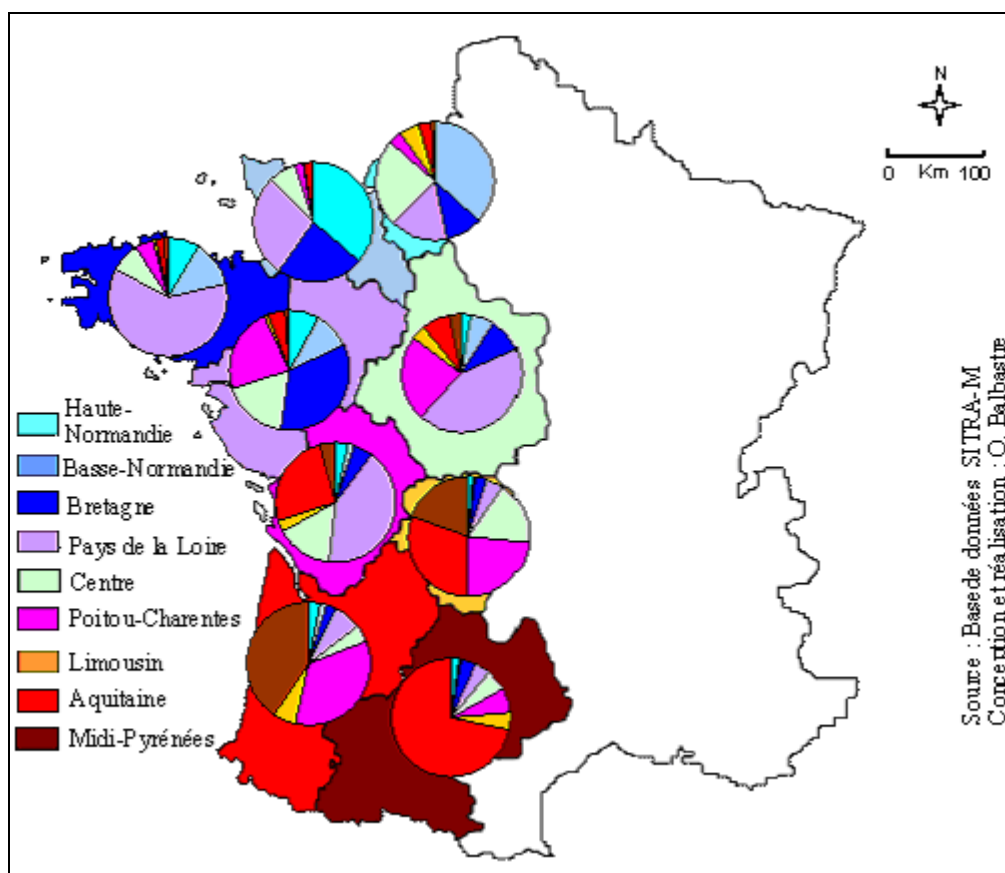 N
0 Km 100
Haute-
Normandie
Basse-Normandie
Bretagne
Pays de la Loire
Centre
Poitou-Charentes
Limousin
Aquitaine
Midi-Pyrénées
Source : Base de données SITRA-M
Conception et réalisation : O. Balbastre